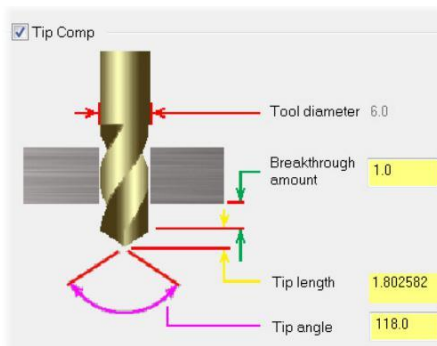 Tip Comp
Tool diameter 6.0
Breakthrough
amount 1.0
Tip length 1.802582
Tip angle 118.0